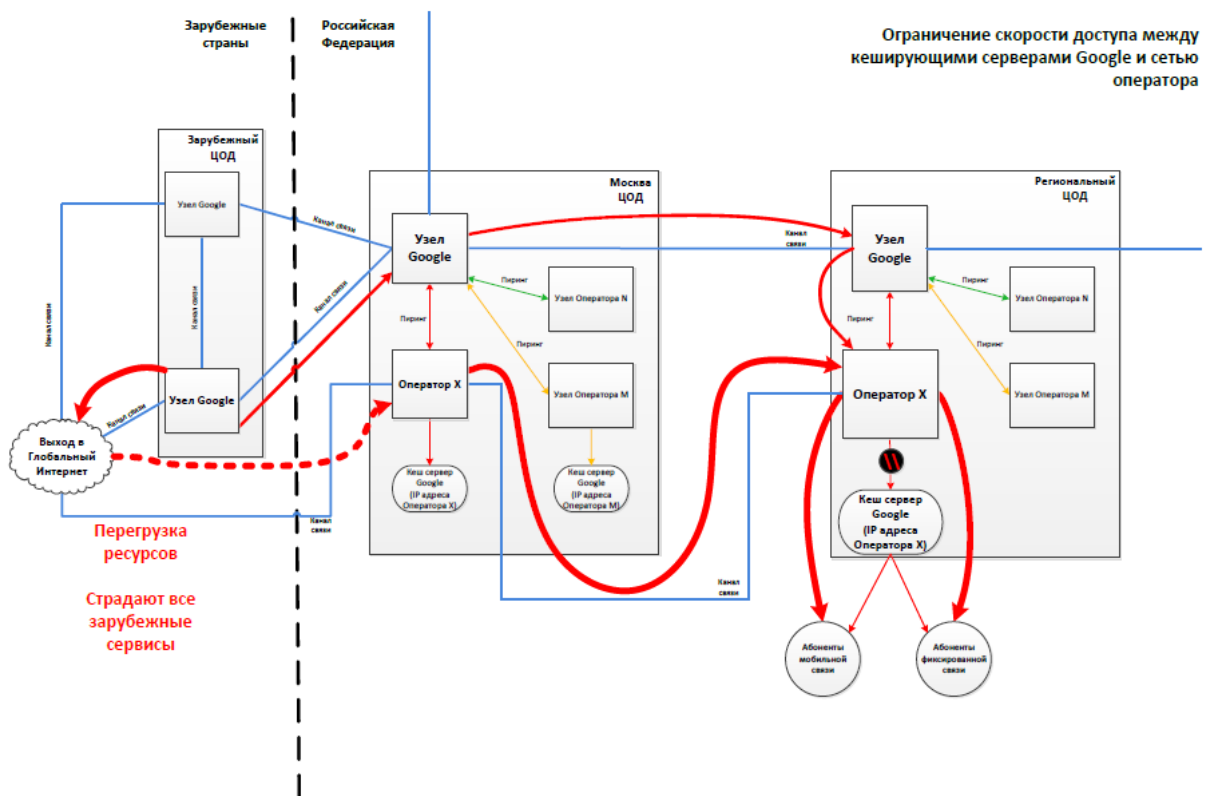 Зарубежные
страны
Российская
Федерация
Ограничение скорости доступа между
кеширующими серверами Google и сетью
оператора
Зарубежный
ЦОД
Узел Google
Канал связи
Канал связи
Узел Google
Канал связи
Выход в
Глобальный
Интернет
Канал связи
Канал связи
Перегрузка
ресурсов
Страдают все
зарубежные
сервисы
Москва
ЦОД
Узел
Google
Пиринг
Узел Оператора N
Пиринг
Пиринг
Оператор X
Узел Оператора M
Кеш сервер
Google
(IP адреса
Оператора X)
Кеш сервер
Google
(IP адреса
Оператора M)
Канал
связи
Канал
связи
Канал
связи
Региональный
ЦОД
Узел
Google
Пиринг
Узел Оператора N
Пиринг
Пиринг
Оператор X
Узел Оператора M
Кеш сервер
Google
(IP адреса
Оператора X)
Абоненты
мобильной
связи
Абоненты
фиксированной
связи